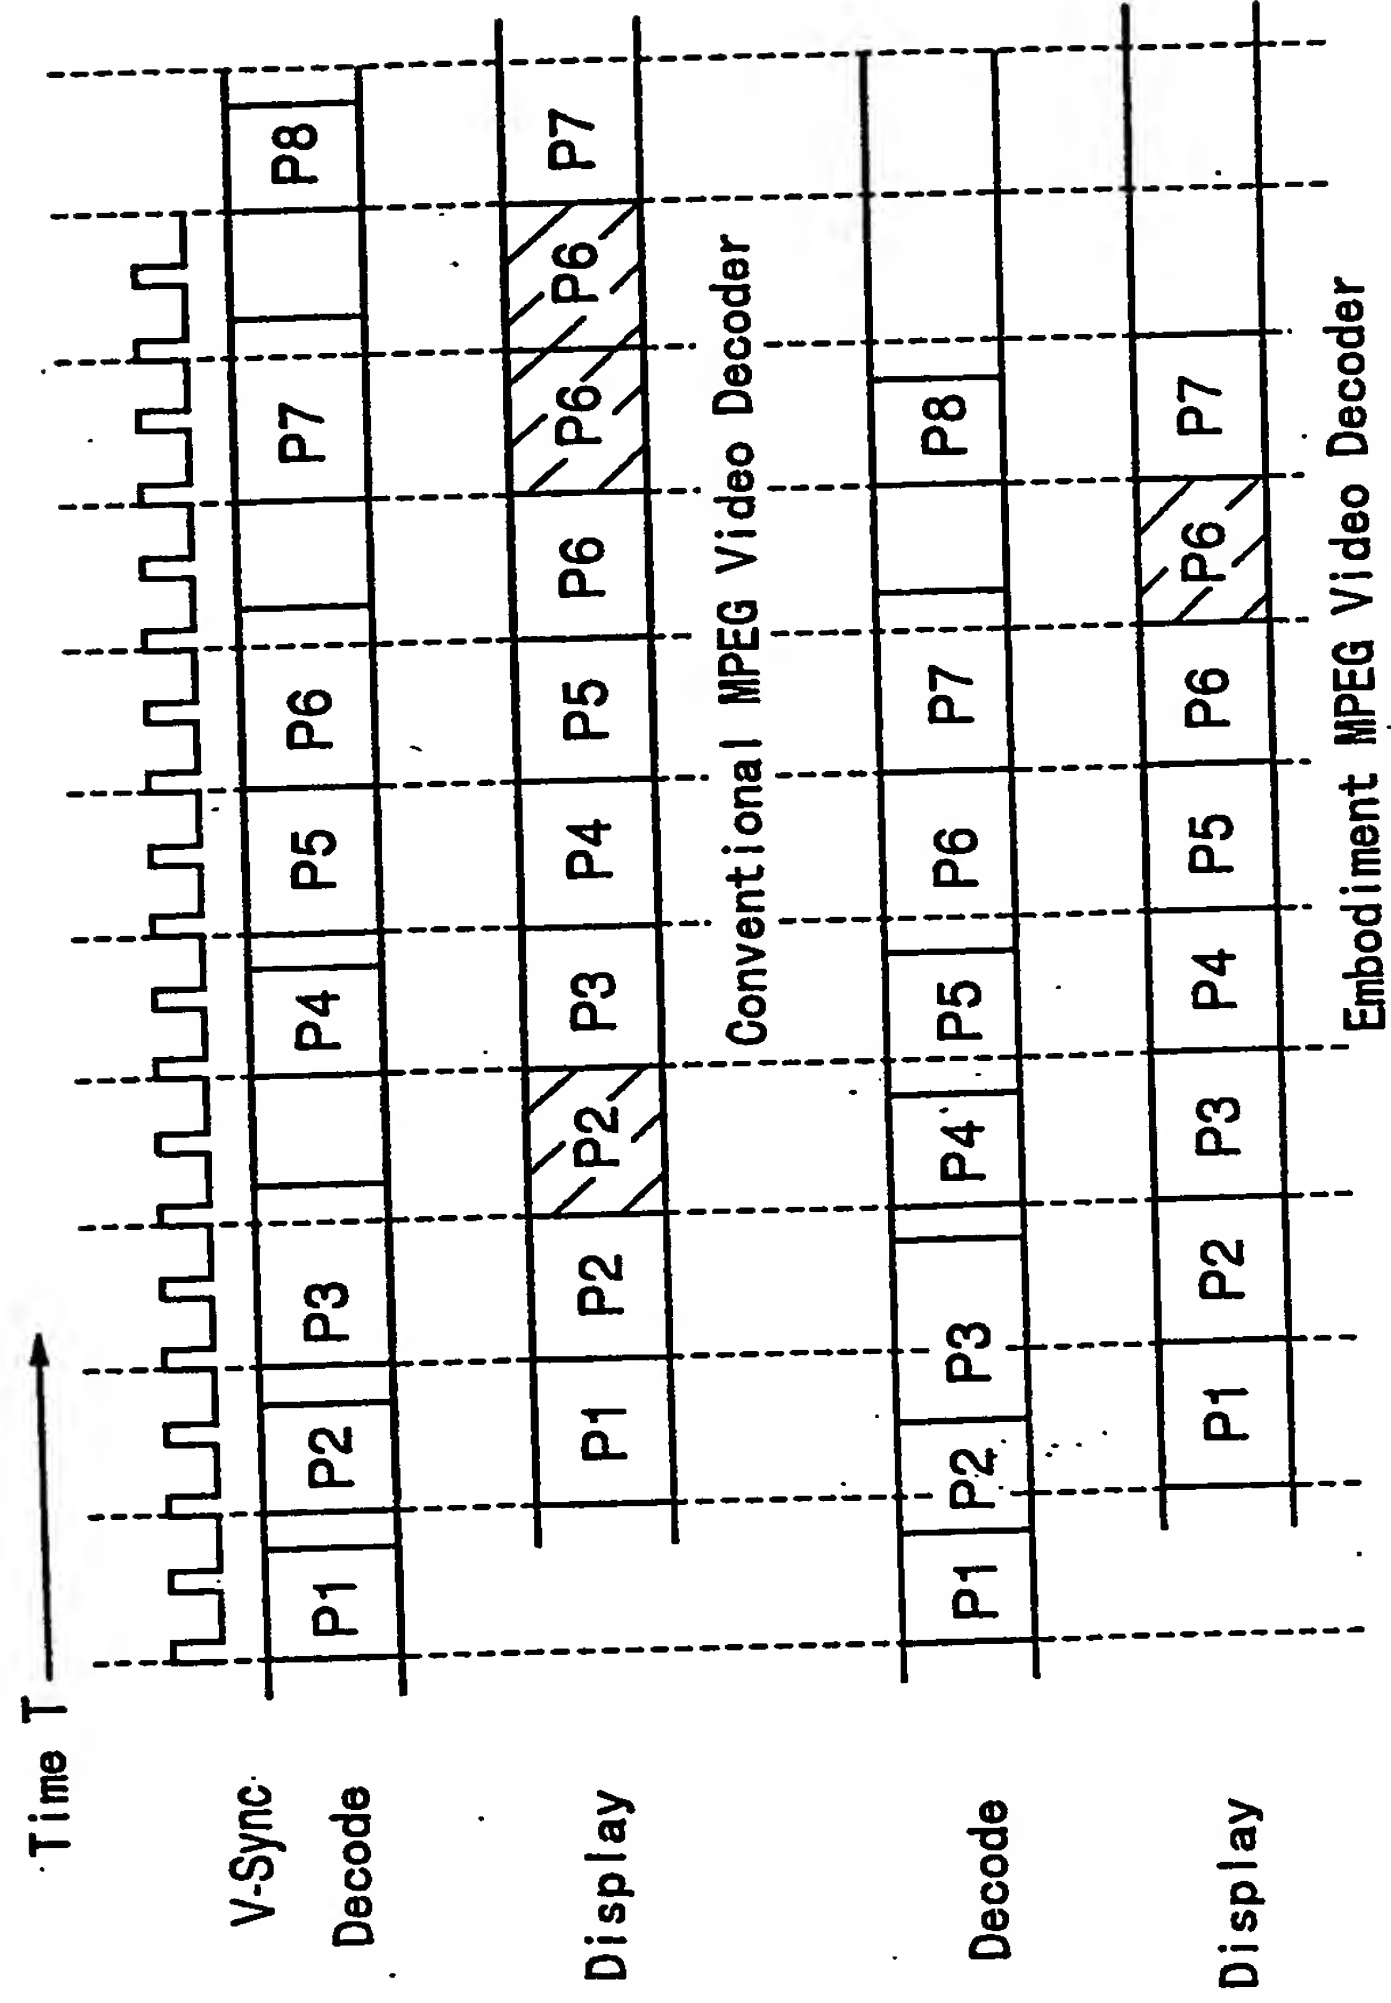 Time T
V-Sync
Decode P1 P2 P3 P4 P5 P6 P7 P8
Display P1 P2 P2 P3 P4 P5 P6 P6 P6 P7
Conventional MPEG Video Decoder
Decode P1 P2 P3 P4 P5 P6 P7 P8
Display P1 P2 P3 P4 P5 P6 P6 P7
Embodiment MPEG Video Decoder